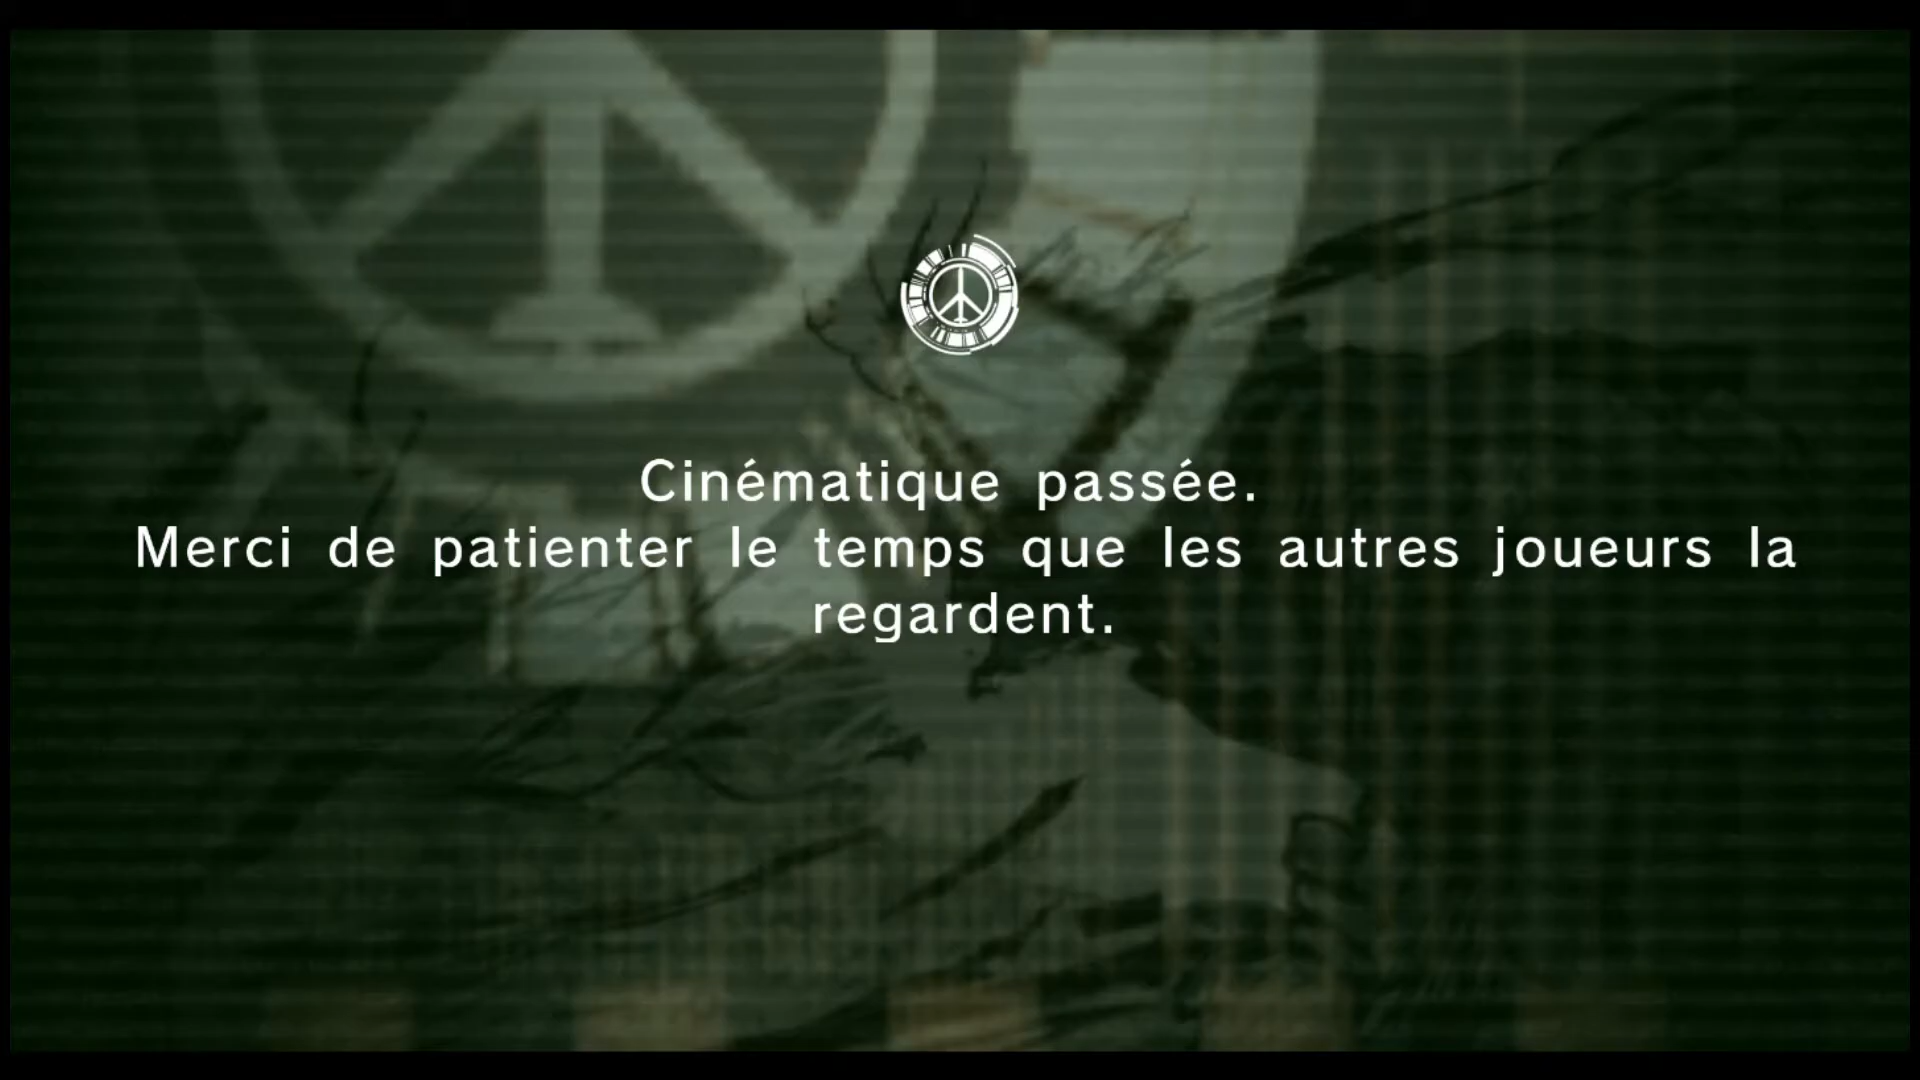 Cinématique passée.
Merci de patienter le temps que les autres joueurs la
regardent.